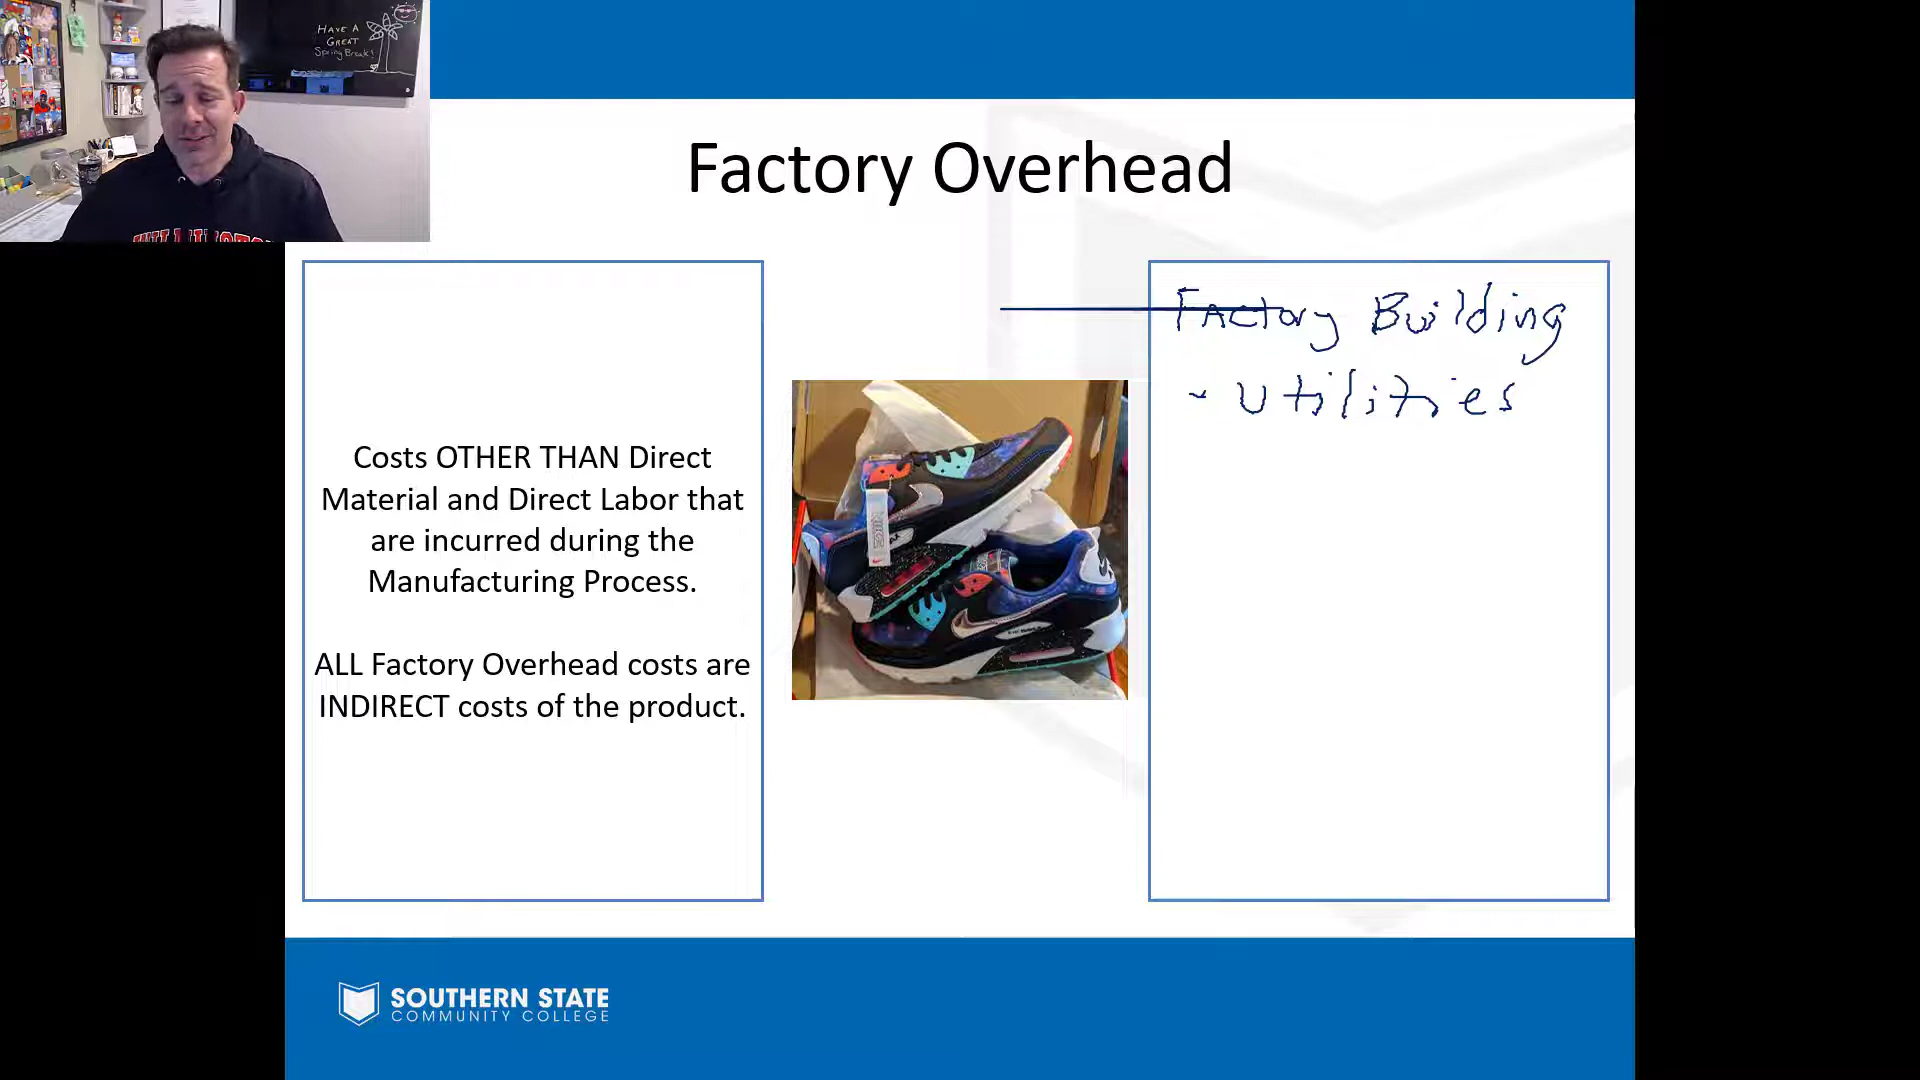 HAVE A
GREAT
Spring Break!
Factory Overhead
Costs OTHER THAN Direct
Material and Direct Labor that
are incurred during the
Manufacturing Process.
ALL Factory Overhead costs are
INDIRECT costs of the product.
Factory Building
- Utilities
SOUTHERN STATE
COMMUNITY COLLEGE